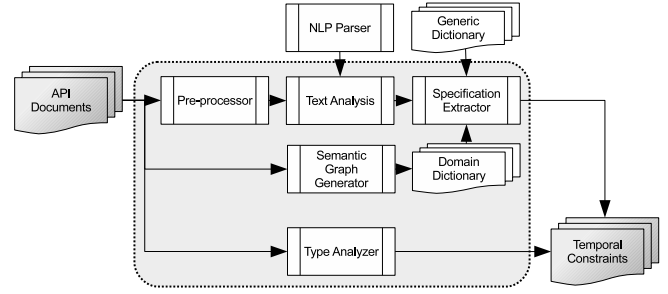 NLP Parser
Generic
Dictionary
API
Documents
Pre-processor
Text Analysis
Specification
Extractor
Semantic
Graph
Generator
Domain
Dictionary
Type Analyzer
Temporal
Constraints